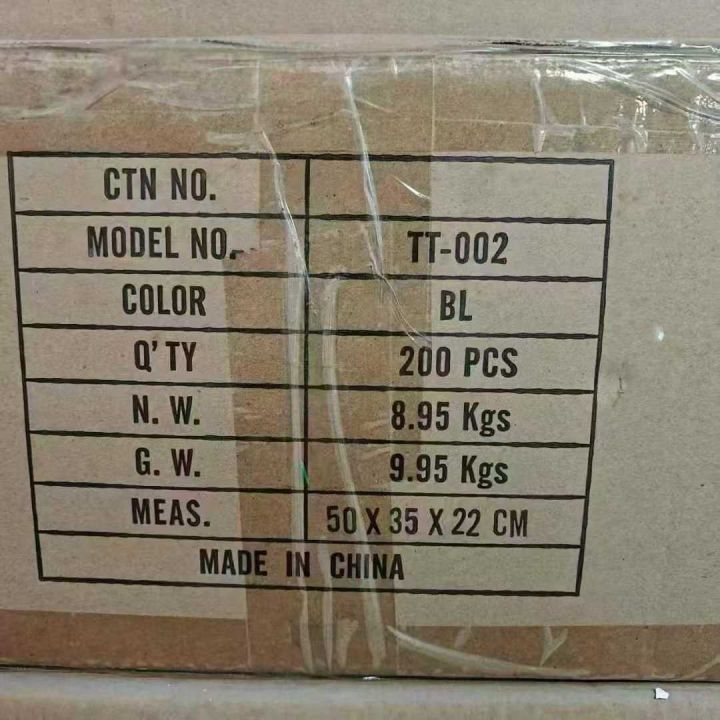 CTN NO.
MODEL NO. TT-002
COLOR BL
Q'TY 200 PCS
N. W. 8.95 Kgs
G. W. 9.95 Kgs
MEAS. 50 X 35 X 22 CM
MADE IN CHINA